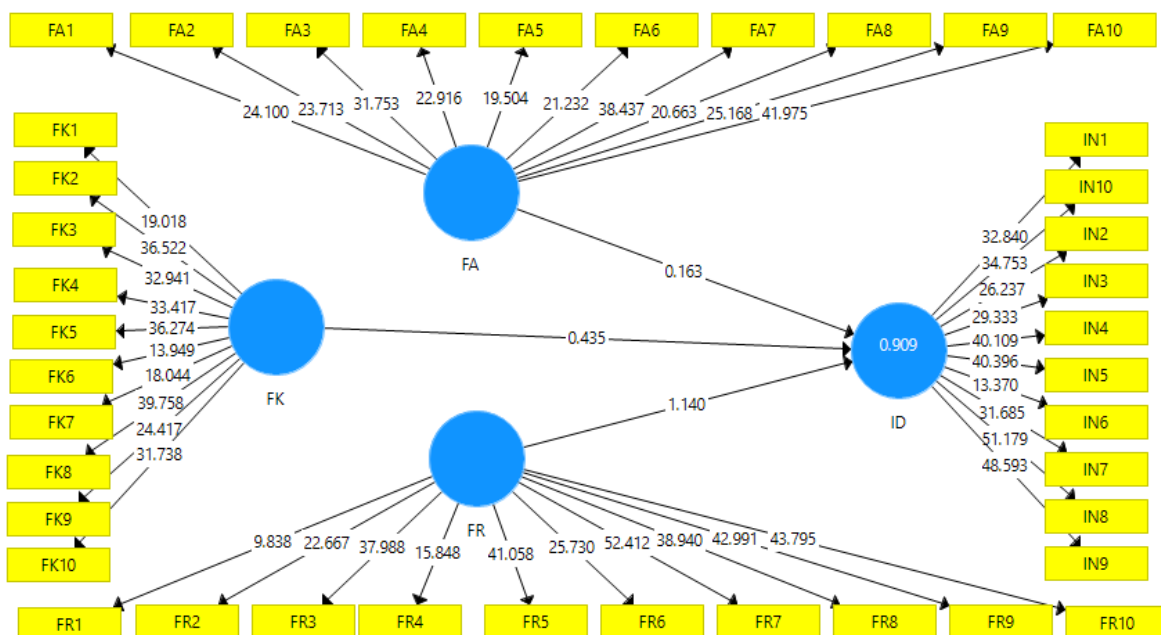 FA1 FA2 FA3 FA4 FA5 FA6 FA7 FA8 FA9 FA10
24.100 23.713 31.753 22.916 19.504 21.232 38.437 20.663 25.168 41.975
FA
FK1
FK2
FK3
FK4
FK5
FK6
FK7
FK8
FK9
FK10
19.018
36.522
32.941
33.417
36.274
13.949
18.044
39.758
24.417
31.738
FK
0.163
0.435
1.140
0.909
ID
IN1
IN10
IN2
IN3
IN4
IN5
IN6
IN7
IN8
IN9
32.840
34.753
26.237
29.333
40.109
40.396
13.370
31.685
51.179
48.593
FR
9.838 22.667 37.988 15.848 41.058 25.730 52.412 38.940 42.991 43.795
FR1 FR2 FR3 FR4 FR5 FR6 FR7 FR8 FR9 FR10